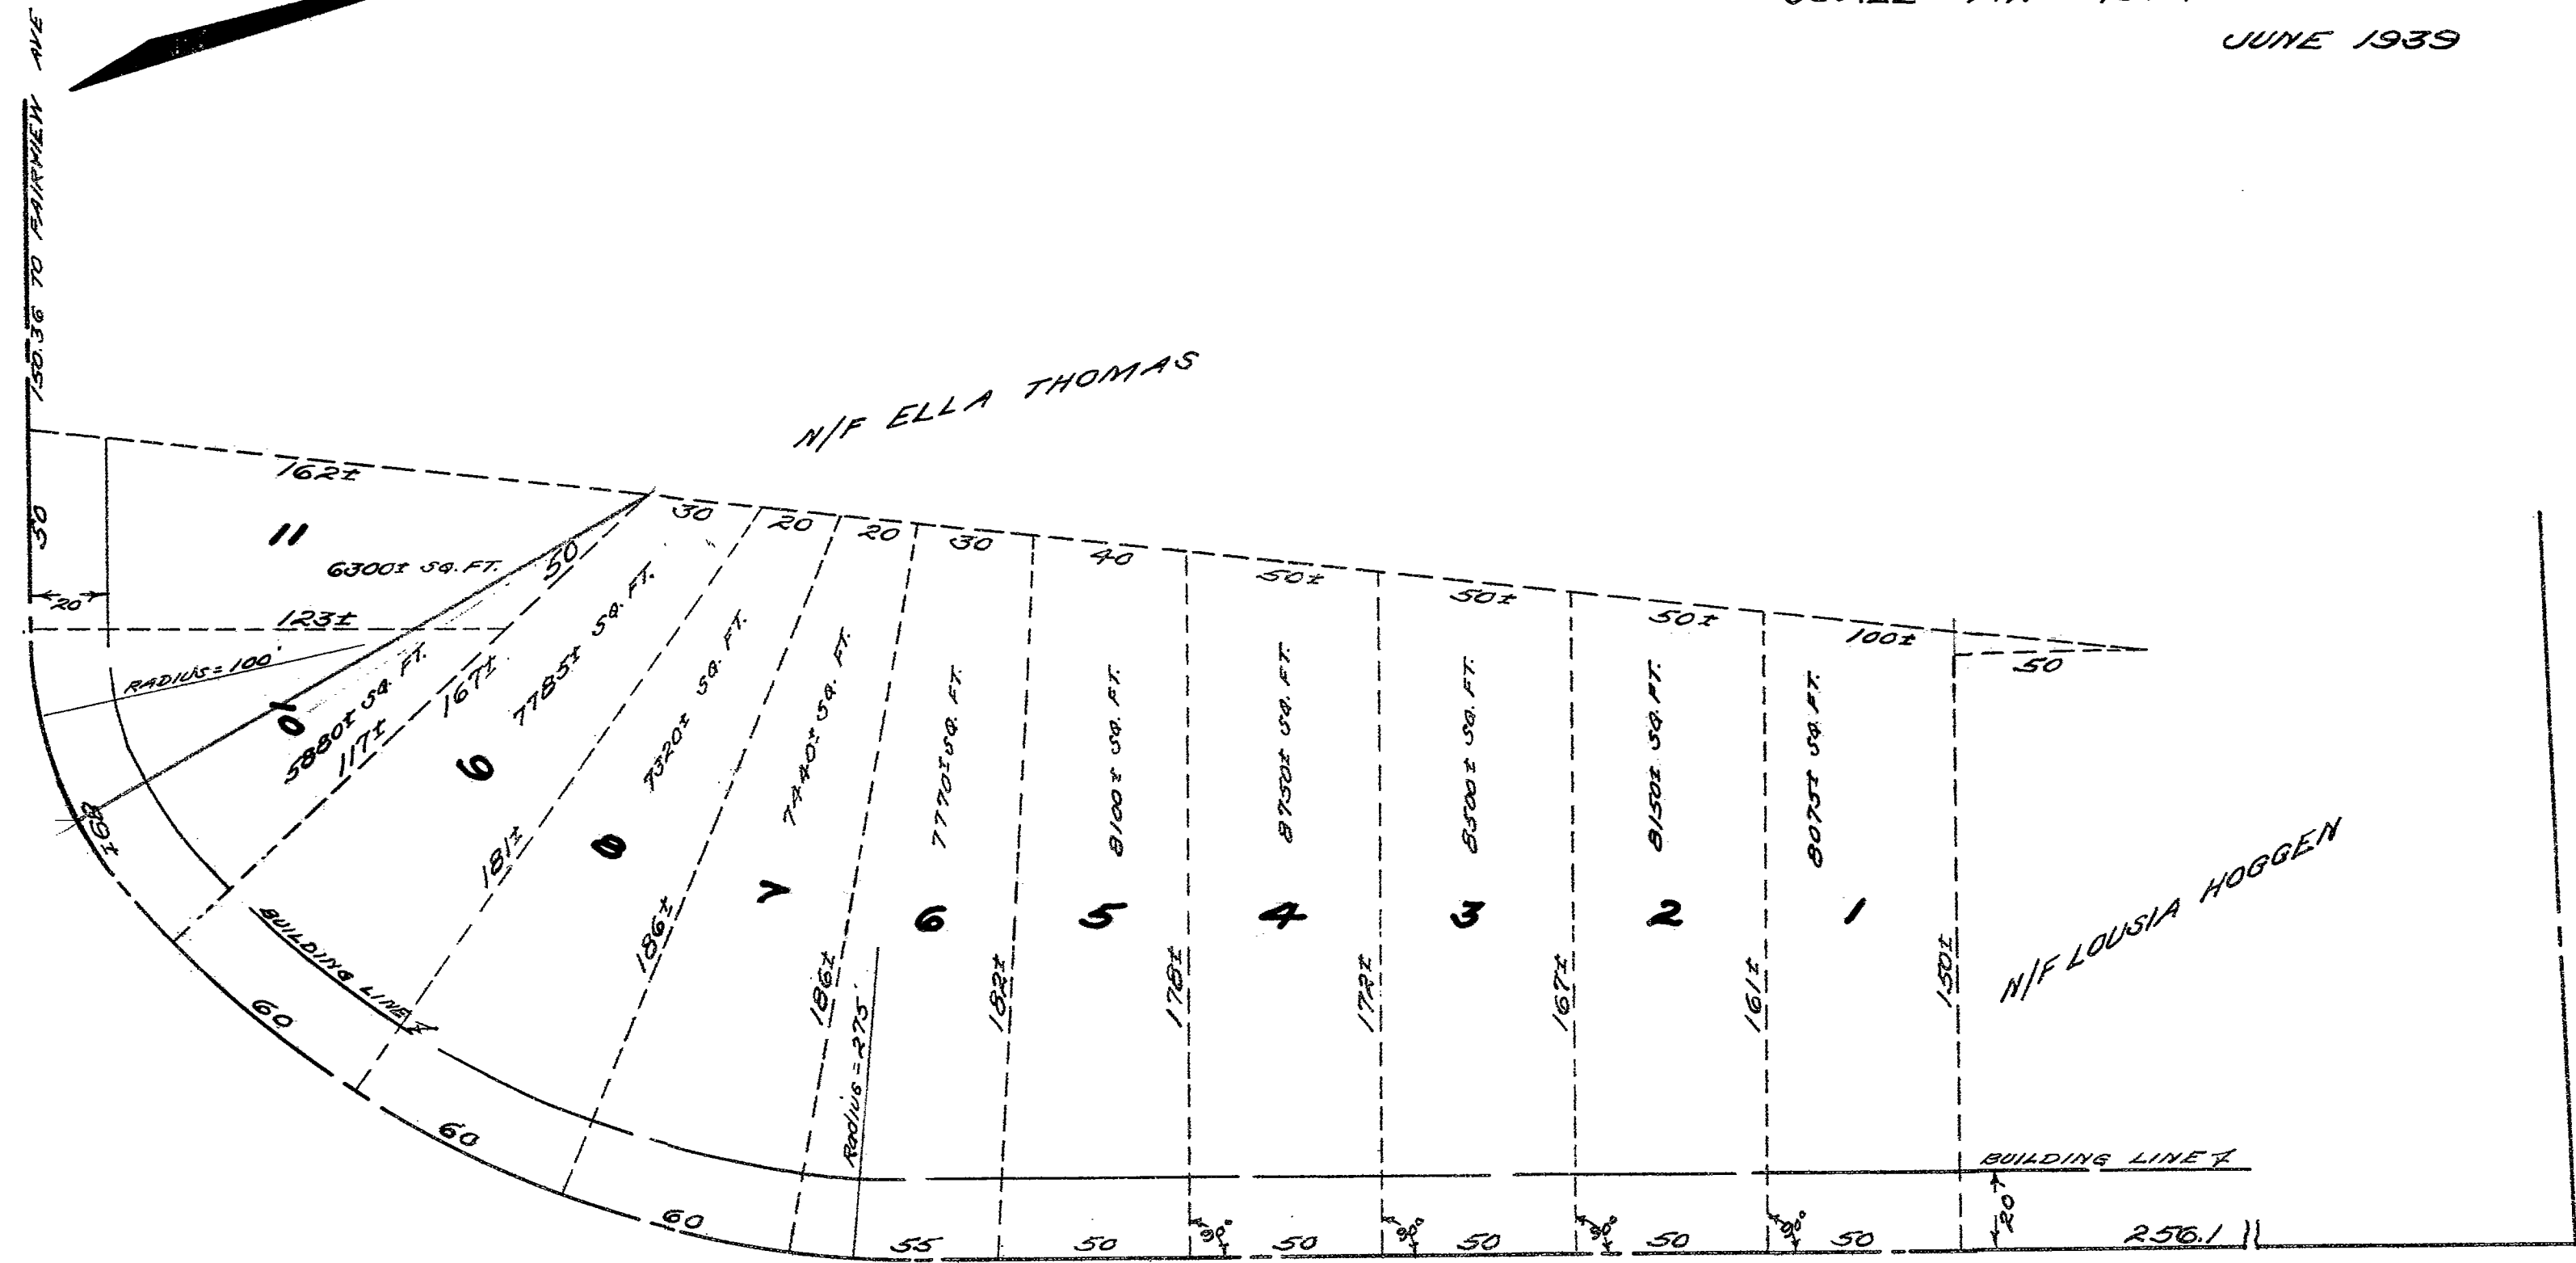 JUNE 1939
150.36 TO FAIRVIEW AVE
N/F ELLA THOMAS
162±
30
20
20
30
40
50±
50±
50±
100±
50
50
11
6300± SQ. FT.
50
20
123±
RADIUS=100'
10
5880± SQ. FT.
117±
167±
9
7785± SQ. FT.
8
7320± SQ. FT.
7
7440± SQ. FT.
6
7770± SQ. FT.
5
8100± SQ. FT.
4
8750± SQ. FT.
3
8500± SQ. FT.
2
8150± SQ. FT.
1
8075± SQ. FT.
N/F LOUSIA HOGGEN
181±
186±
186±
RADIUS=275'
182±
178±
172±
167±
161±
150±
BUILDING LINE
BUILDING LINE
20'
90°
90°
90°
90°
60
60
60
55
50
50
50
50
50
256.1